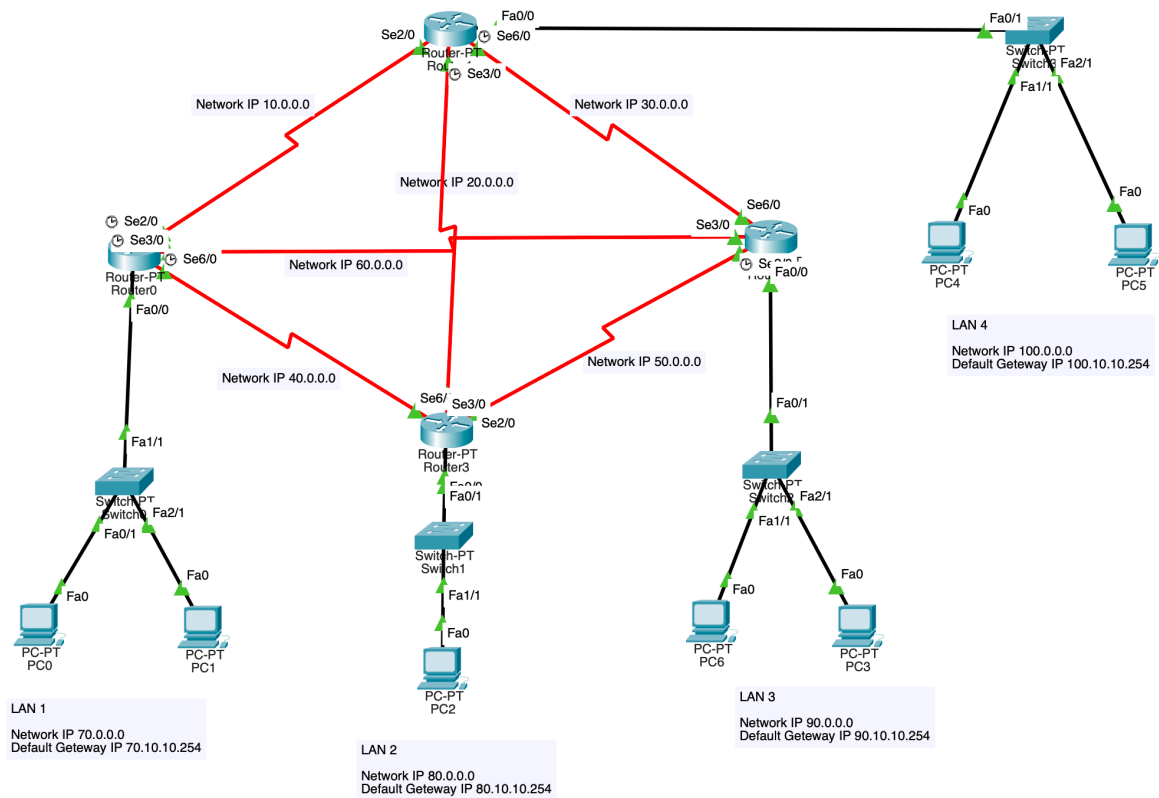 Fa0/0
Se2/0
Se6/0
Router-PT
Se3/0
Network IP 10.0.0.0
Network IP 30.0.0.0
Fa0/1
Switch-PT
Switch3
Fa2/1
Fa1/1
Network IP 20.0.0.0
Fa0
Fa0
PC-PT
PC4
PC-PT
PC5
Se2/0
Se3/0
Se6/0
Router-PT
Router0
Fa0/0
Network IP 60.0.0.0
Se6/0
Se3/0
Fa0/0
LAN 4
Network IP 100.0.0.0
Default Geteway IP 100.10.10.254
Network IP 40.0.0.0
Network IP 50.0.0.0
Se6/
Se3/0
Se2/0
Router-PT
Router3
Fa0/1
Fa1/1
Switch-PT
Fa2/1
Fa0/1
Fa0
Fa0
PC-PT
PC0
PC-PT
PC1
Switch-PT
Switch1
Fa1/1
Fa0
PC-PT
PC2
Fa0/1
Switch-PT
Fa2/1
Fa1/1
Fa0
Fa0
PC-PT
PC6
PC-PT
PC3
LAN 1
Network IP 70.0.0.0
Default Geteway IP 70.10.10.254
LAN 2
Network IP 80.0.0.0
Default Geteway IP 80.10.10.254
LAN 3
Network IP 90.0.0.0
Default Geteway IP 90.10.10.254